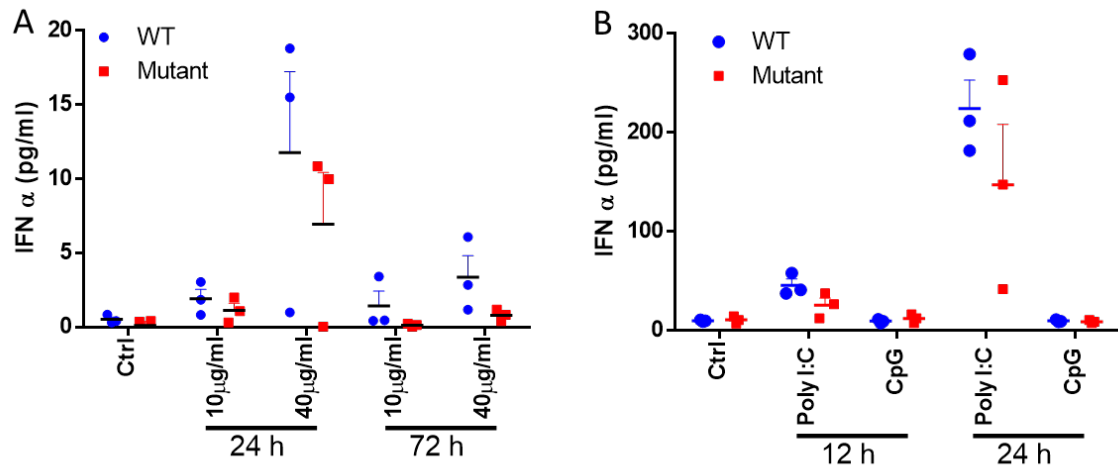 A
WT
Mutant
IFN α (pg/ml)
20
15
10
5
0
Ctrl
10µg/ml
40µg/ml
10µg/ml
40µg/ml
24 h
72 h
B
WT
Mutant
IFN α (pg/ml)
300
200
100
0
Ctrl
Poly I:C
CpG
Poly I:C
CpG
12 h
24 h